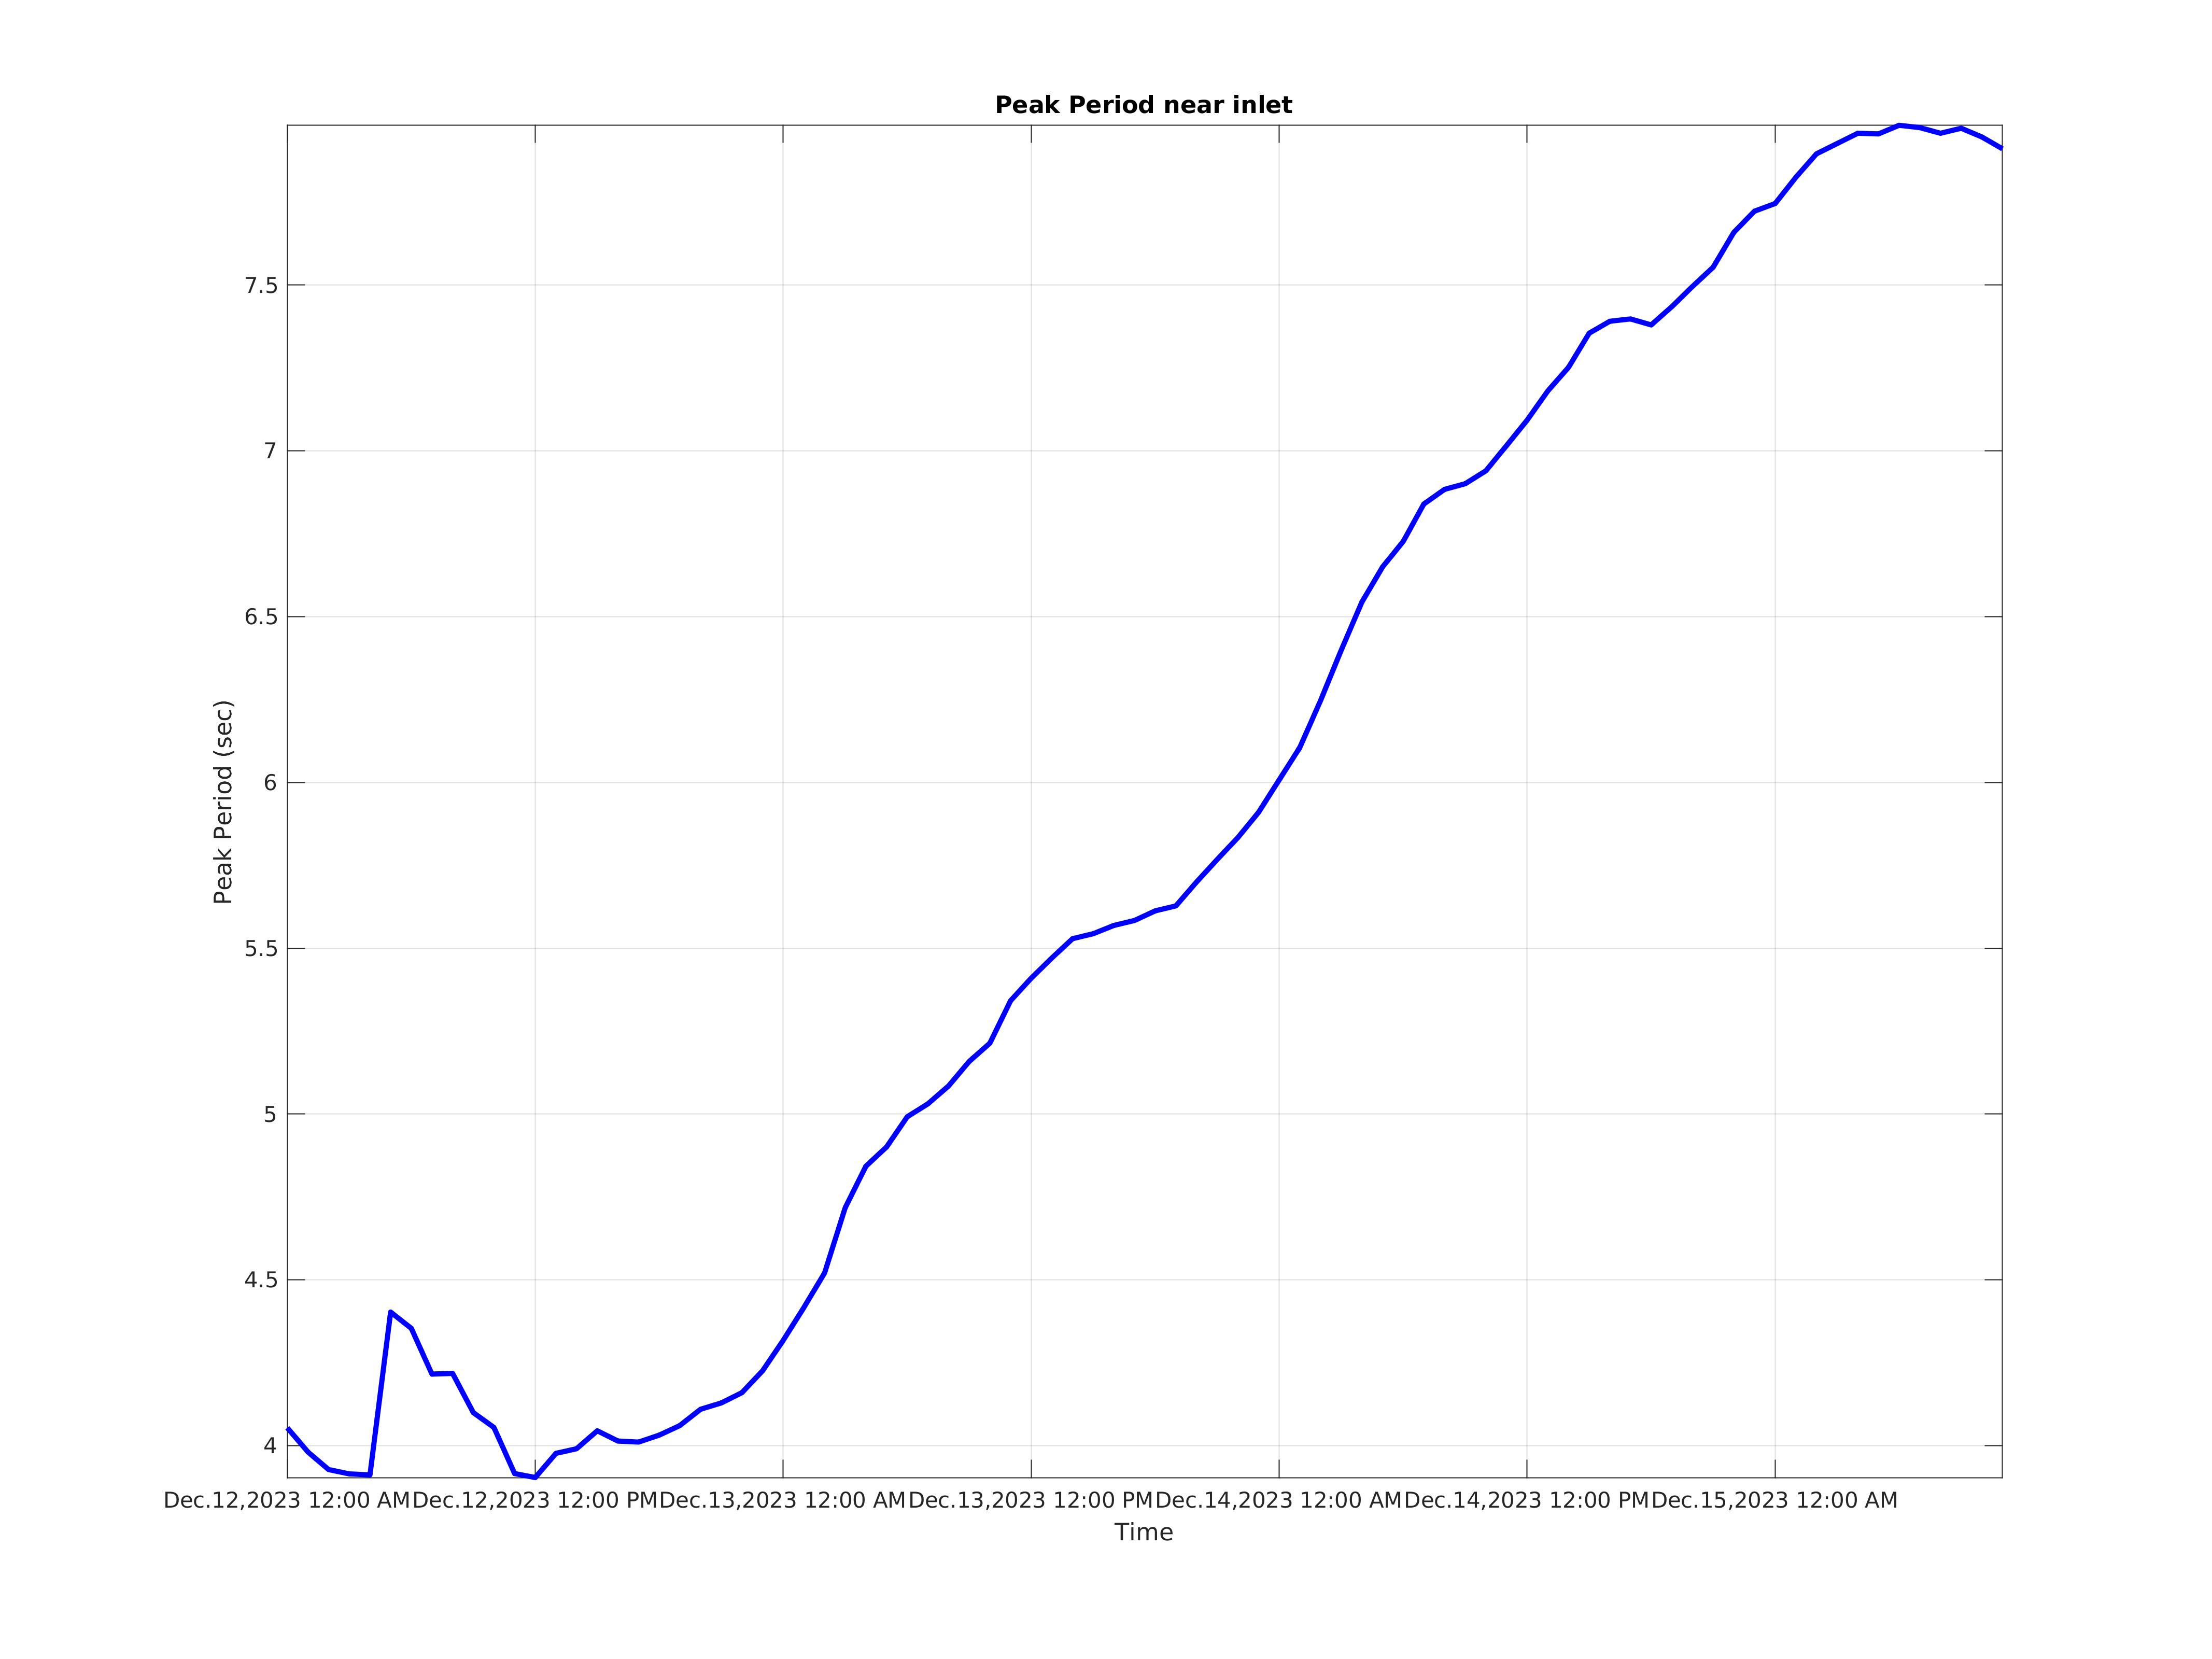 Peak Period near inlet
7.5
7
6.5
6
5.5
5
4.5
4
Peak Period (sec)
Dec.12,2023 12:00 AM Dec.12,2023 12:00 PM Dec.13,2023 12:00 AM Dec.13,2023 12:00 PM Dec.14,2023 12:00 AM Dec.14,2023 12:00 PM Dec.15,2023 12:00 AM
Time